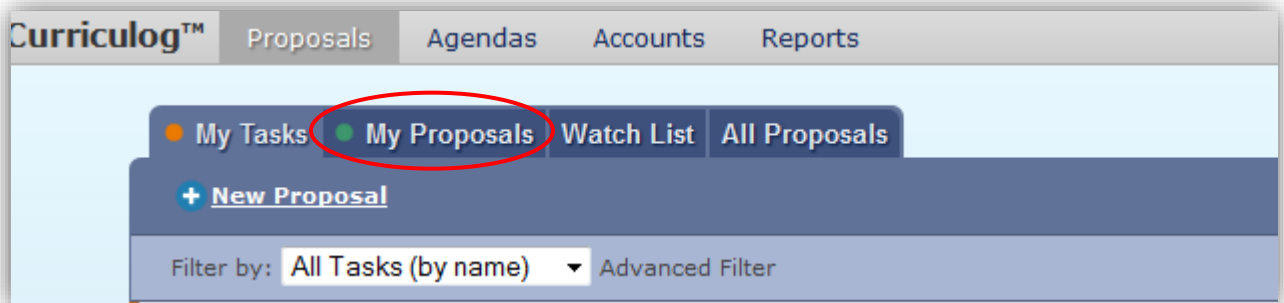 Curriculog™ Proposals Agendas Accounts Reports
My Tasks My Proposals Watch List All Proposals
New Proposal
Filter by: All Tasks (by name) Advanced Filter